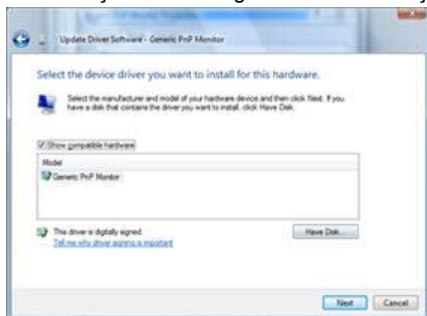 Update Driver Software - Generic PnP Monitor
Select the device driver you want to install for this hardware.
Select the manufacturer and model of your hardware device and then click Next. If you
have a disk that contains the driver you want to install, click Have Disk.
Show compatible hardware
Model
Generic PnP Monitor
This driver is digitally signed.
Tell me why driver signing is important
Have Disk...
Next
Cancel